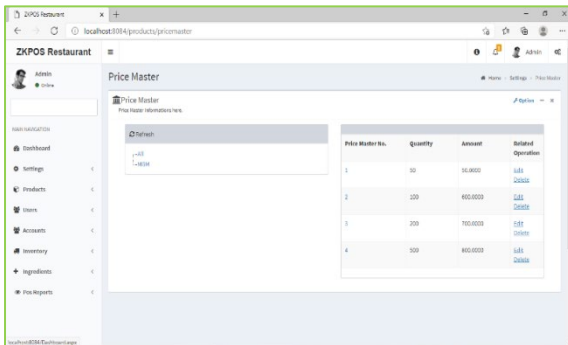 ZKPOS Restaurant
localhost:8084/products/pricemaster
ZKPOS Restaurant
Admin
Admin
Online
Price Master
Home
Settings
Price Master
Price Master
Price Master Informations here.
Option
MAIN NAVIGATION
Dashboard
Settings
Products
Users
Accounts
Inventory
Ingredients
Pos Reports
Refresh
Price Master No. Quantity Amount Related Operation
1 50 50.0000 Edit
Delete
2 100 600.0000 Edit
Delete
3 200 700.0000 Edit
Delete
4 500 800.0000 Edit
Delete